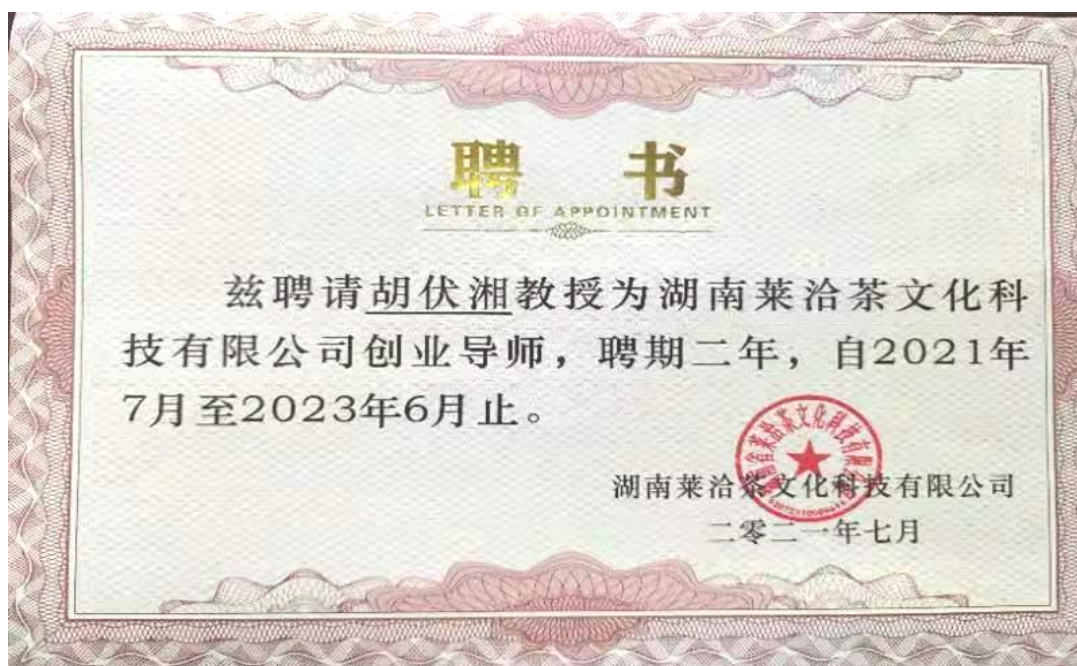 聘 书
LETTER OF APPOINTMENT
兹聘请胡伏湘教授为湖南莱洽茶文化科
技有限公司创业导师，聘期二年，自2021年
7月至2023年6月止。
湖南莱洽茶文化科技有限公司
二零二一年七月